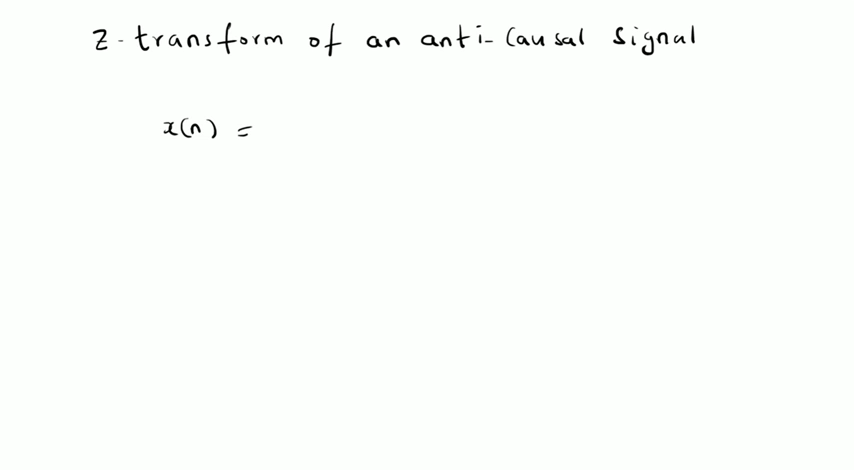 z-transform of an anti-causal signal
x(n) =